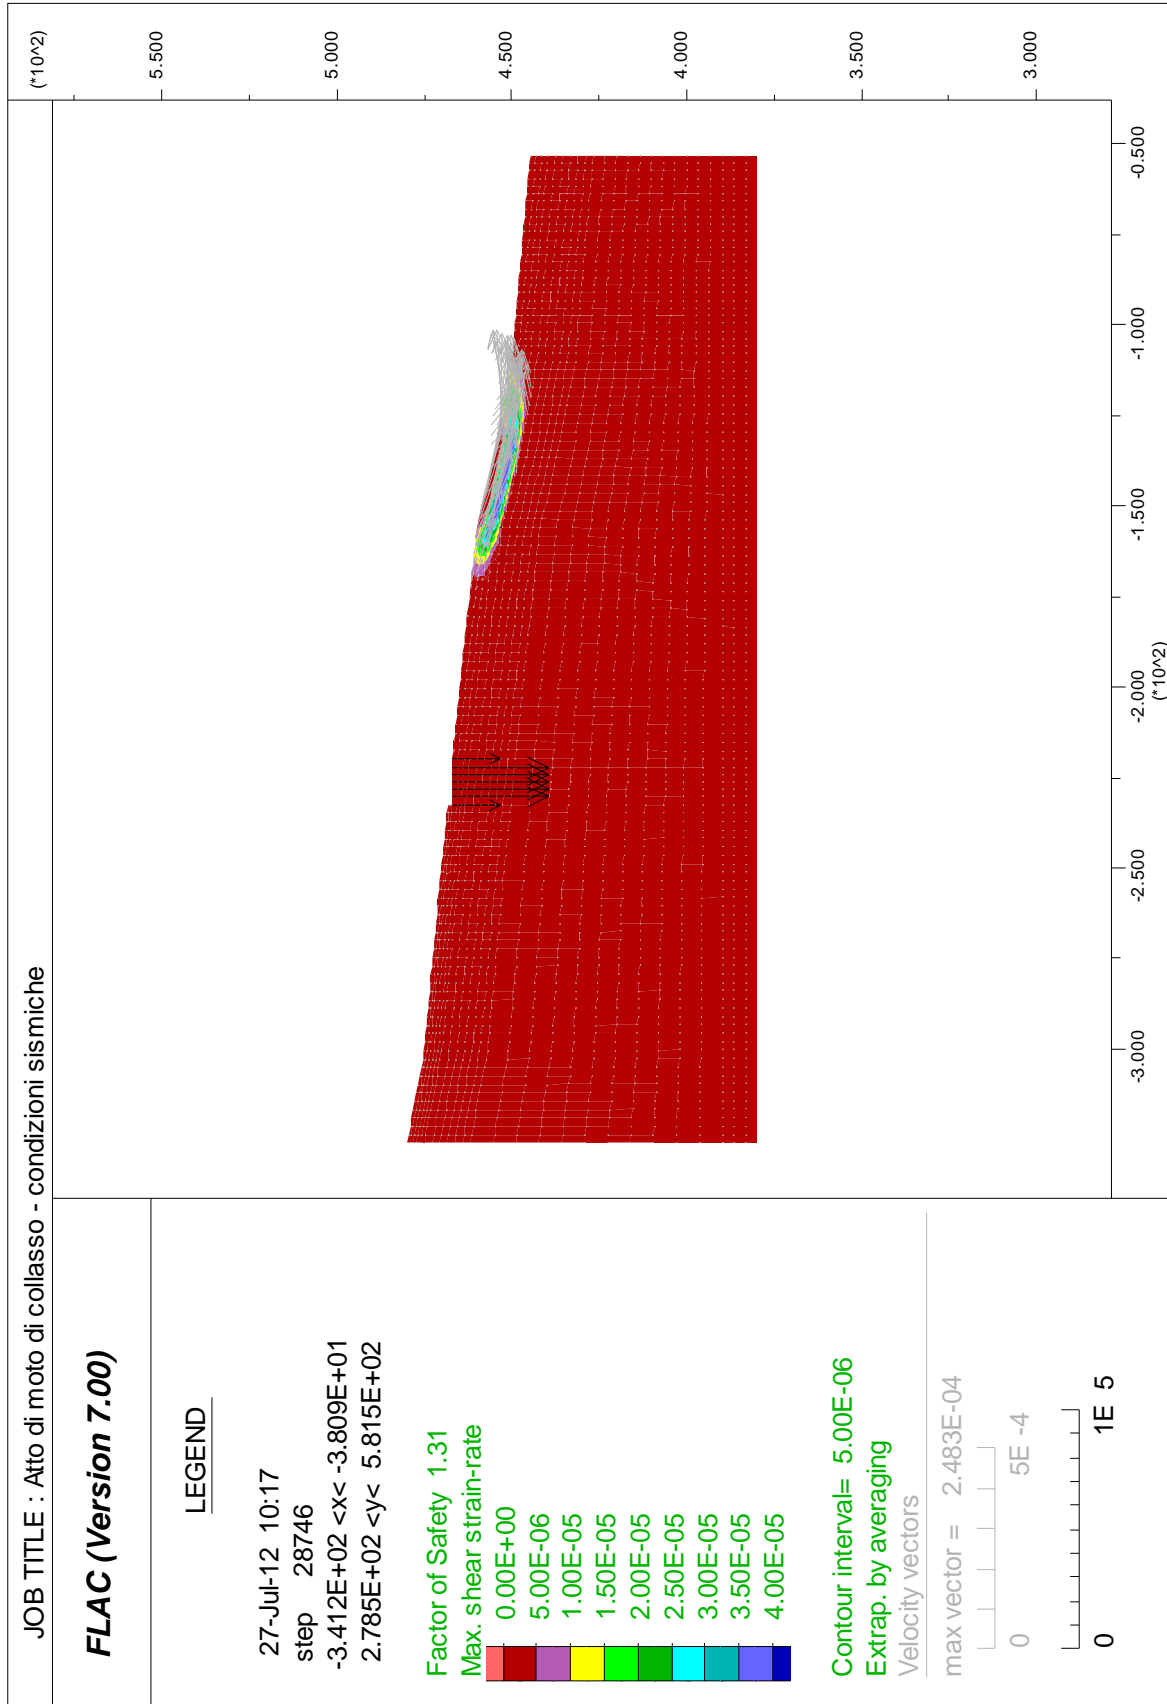 JOB TITLE : Atto di moto di collasso - condizioni sismiche
FLAC (Version 7.00)
LEGEND
27-Jul-12 10:17
step 28746
-3.412E+02 <x< -3.809E+01
2.785E+02 <y< 5.815E+02
Factor of Safety 1.31
Max. shear strain-rate
0.00E+00
5.00E-06
1.00E-05
1.50E-05
2.00E-05
2.50E-05
3.00E-05
3.50E-05
4.00E-05
Contour interval= 5.00E-06
Extrap. by averaging
Velocity vectors
max vector = 2.483E-04
0 5E -4
0 1E 5
(*10^2)
5.500
5.000
4.500
4.000
3.500
3.000
-3.000 -2.500 -2.000 -1.500 -1.000 -0.500
(*10^2)